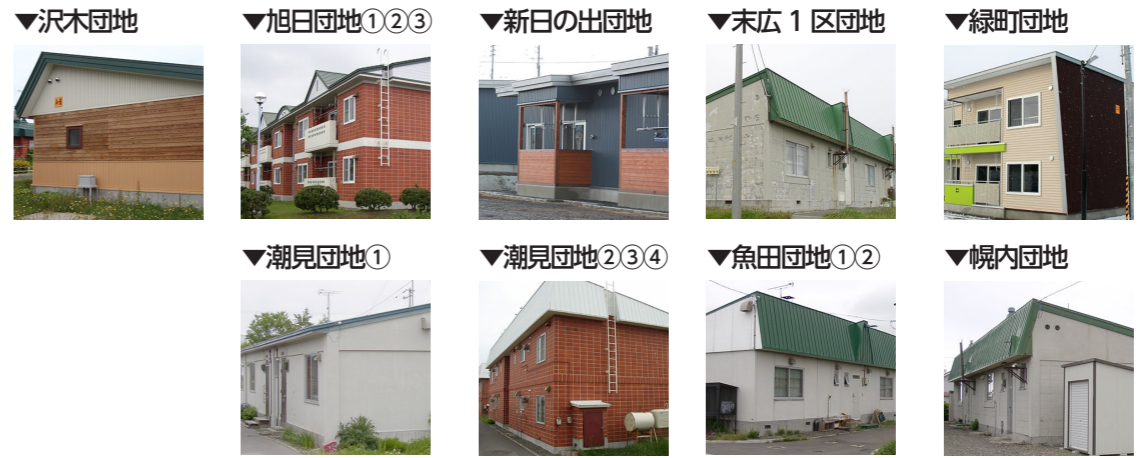 ▼沢木団地
▼旭日団地①②③
▼新日の出団地
▼末広1区団地
▼緑町団地
▼潮見団地①
▼潮見団地②③④
▼魚田団地①②
▼幌内団地